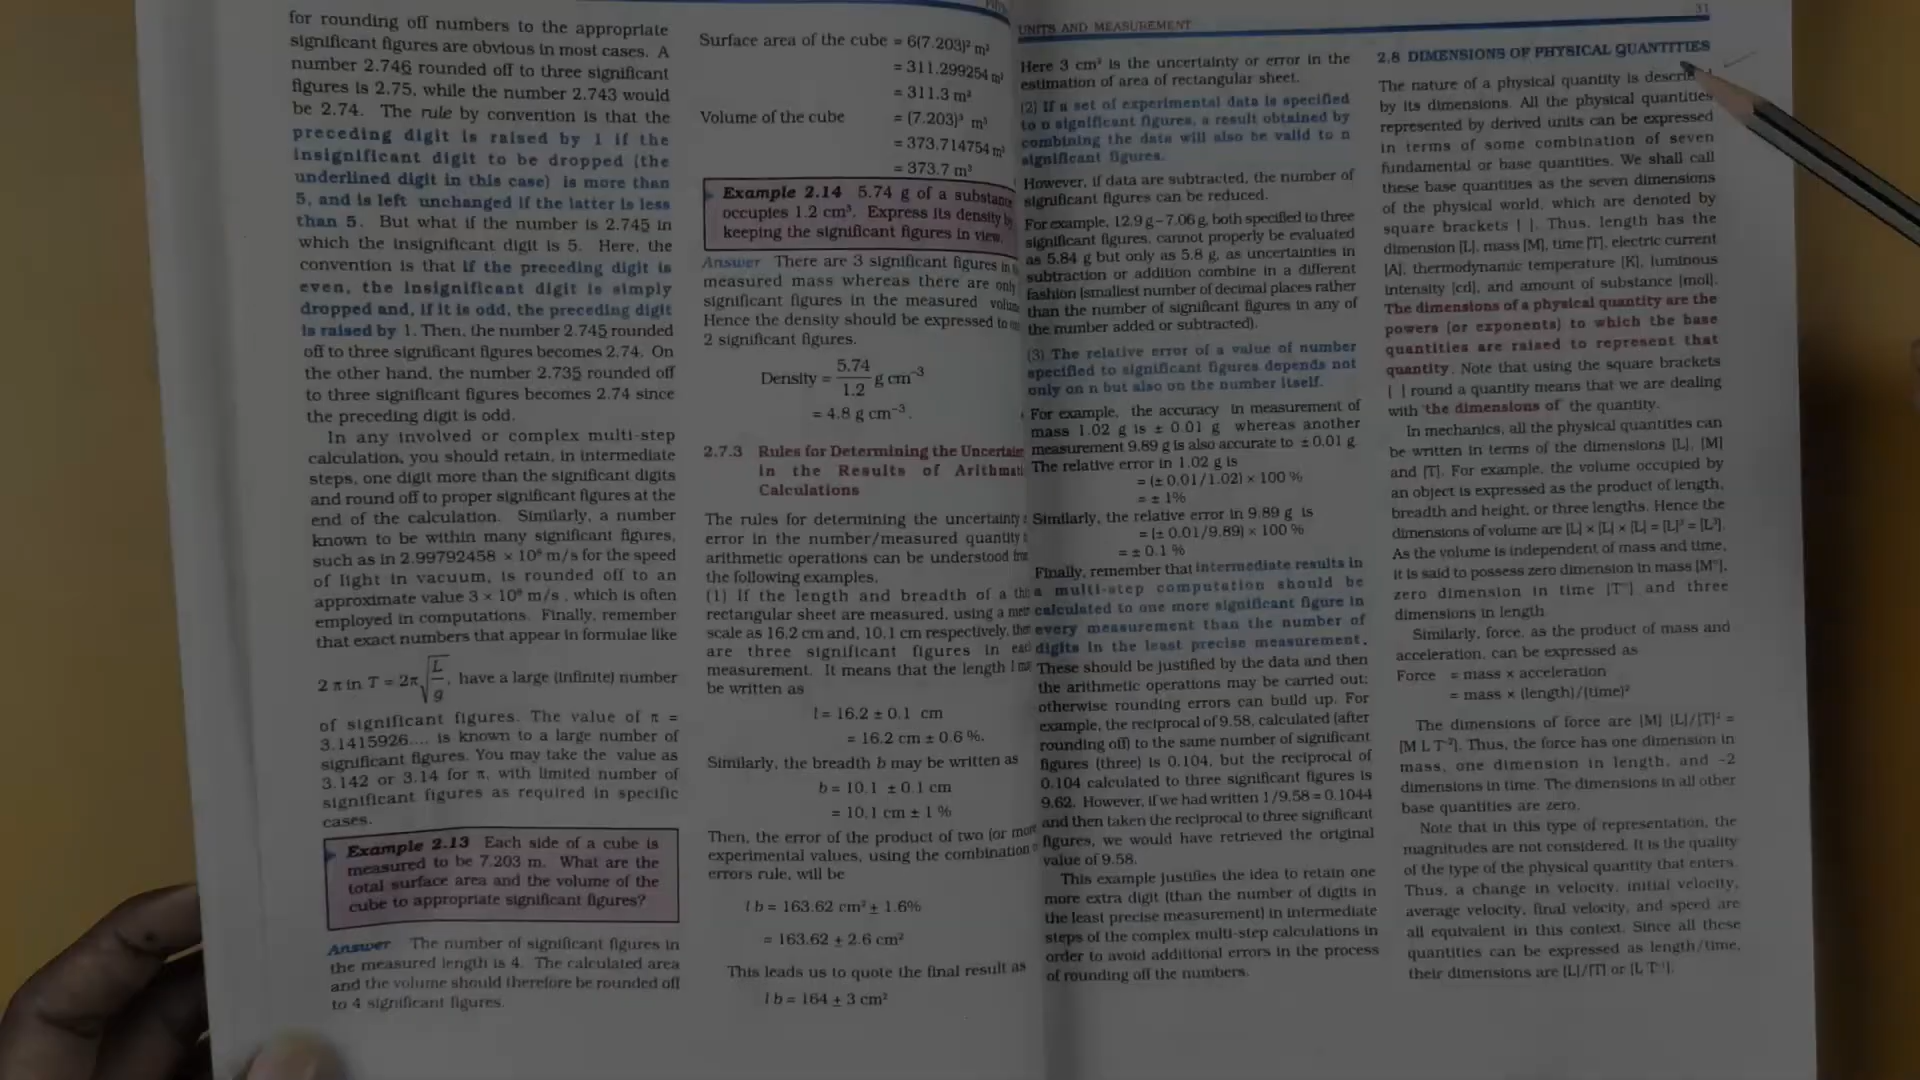 for rounding off numbers to the appropriate
significant figures are obvious in most cases. A
number 2.746 rounded off to three significant
figures is 2.75, while the number 2.743 would
be 2.74. The rule by convention is that the
preceding digit is raised by 1 if the
insignificant digit to be dropped (the
underlined digit in this case) is more than
5, and is left unchanged if the latter is less
than 5. But what if the number is 2.745 in
which the insignificant digit is 5. Here, the
convention is that if the preceding digit is
even, the insignificant digit is simply
dropped and, if it is odd, the preceding digit
is raised by 1. Then, the number 2.745 rounded
off to three significant figures becomes 2.74. On
the other hand, the number 2.735 rounded off
to three significant figures becomes 2.74 since
the preceding digit is odd.
In any involved or complex multi-step
calculation, you should retain, in intermediate
steps, one digit more than the significant digits
and round off to proper significant figures at the
end of the calculation. Similarly, a number
known to be within many significant figures,
such as in 2.99792458 × 10⁸ m/s for the speed
of light in vacuum, is rounded off to an
approximate value 3 × 10⁸ m/s , which is often
employed in computations. Finally, remember
that exact numbers that appear in formulae like
2 π in T = 2π√(L/g), have a large (infinite) number
of significant figures. The value of π =
3.1415926.... is known to a large number of
significant figures. You may take the value as
3.142 or 3.14 for π, with limited number of
significant figures as required in specific
cases.
Example 2.13 Each side of a cube is
measured to be 7.203 m. What are the
total surface area and the volume of the
cube to appropriate significant figures?
Answer The number of significant figures in
the measured length is 4. The calculated area
and the volume should therefore be rounded off
to 4 significant figures.
Surface area of the cube = 6(7.203)² m²
= 311.299254 m²
= 311.3 m²
Volume of the cube = (7.203)³ m³
= 373.714754 m³
= 373.7 m³
Example 2.14 5.74 g of a substance
occupies 1.2 cm³. Express its density by
keeping the significant figures in view.
Answer There are 3 significant figures in
measured mass whereas there are only
significant figures in the measured volume
Hence the density should be expressed to
2 significant figures.
Density = 5.74/1.2 g cm⁻³
= 4.8 g cm⁻³.
2.7.3 Rules for Determining the
in the Results of
Calculations
The rules for determining the uncertainty
error in the number/measured quantity
arithmetic operations can be understood
the following examples.
(1) If the length and breadth of a
rectangular sheet are measured, using a
scale as 16.2 cm and, 10.1 cm respectively,
are three significant figures in
measurement. It means that the length l
be written as
l = 16.2 ± 0.1 cm
= 16.2 cm ± 0.6 %.
Similarly, the breadth b may be written as
b = 10.1 ± 0.1 cm
= 10.1 cm ± 1 %
Then, the error of the product of two (or more
experimental values, using the combination
errors rule, will be
l b = 163.62 cm² ± 1.6%
= 163.62 ± 2.6 cm²
This leads us to quote the final result as
l b = 164 ± 3 cm²
UNITS AND MEASUREMENT
31
Here 3 cm² is the uncertainty or error in the
estimation of area of rectangular sheet.
(2) If a set of experimental data is specified
to n significant figures, a result obtained by
combining the data will also be valid to n
significant figures.
However, if data are subtracted, the number of
significant figures can be reduced.
For example, 12.9 g – 7.06 g, both specified to three
significant figures, cannot properly be evaluated
as 5.84 g but only as 5.8 g, as uncertainties in
subtraction or addition combine in a different
fashion (smallest number of decimal places rather
than the number of significant figures in any of
the number added or subtracted).
(3) The relative error of a value of number
specified to significant figures depends not
only on n but also on the number itself.
For example, the accuracy in measurement of
mass 1.02 g is ± 0.01 g whereas another
measurement 9.89 g is also accurate to ± 0.01 g
The relative error in 1.02 g is
= (± 0.01/1.02) × 100 %
= ± 1%
Similarly, the relative error in 9.89 g is
= (± 0.01/9.89) × 100 %
= ± 0.1 %
Finally, remember that intermediate results in
a multi-step computation should be
calculated to one more significant figure in
every measurement than the number of
digits in the least precise measurement.
These should be justified by the data and then
the arithmetic operations may be carried out;
otherwise rounding errors can build up. For
example, the reciprocal of 9.58, calculated (after
rounding off) to the same number of significant
figures (three) is 0.104, but the reciprocal of
0.104 calculated to three significant figures is
9.62. However, if we had written 1/9.58 = 0.1044
and then taken the reciprocal to three significant
figures, we would have retrieved the original
value of 9.58.
This example justifies the idea to retain one
more extra digit (than the number of digits in
the least precise measurement) in intermediate
steps of the complex multi-step calculations in
order to avoid additional errors in the process
of rounding off the numbers.
2.8 DIMENSIONS OF PHYSICAL QUANTITIES
The nature of a physical quantity is
by its dimensions. All the physical quantities
represented by derived units can be expressed
in terms of some combination of seven
fundamental or base quantities. We shall call
these base quantities as the seven dimensions
of the physical world, which are denoted by
square brackets [ ]. Thus, length has the
dimension [L], mass [M], time [T], electric current
[A], thermodynamic temperature [K], luminous
intensity [cd], and amount of substance [mol].
The dimensions of a physical quantity are the
powers (or exponents) to which the base
quantities are raised to represent that
quantity. Note that using the square brackets
[ ] round a quantity means that we are dealing
with 'the dimensions of' the quantity.
In mechanics, all the physical quantities can
be written in terms of the dimensions [L], [M]
and [T]. For example, the volume occupied by
an object is expressed as the product of length,
breadth and height, or three lengths. Hence the
dimensions of volume are [L] × [L] × [L] = [L]³ = [L³].
As the volume is independent of mass and time,
it is said to possess zero dimension in mass [M°],
zero dimension in time [T°] and three
dimensions in length.
Similarly, force, as the product of mass and
acceleration, can be expressed as
Force = mass × acceleration
= mass × (length)/(time)²
The dimensions of force are [M] [L]/[T]² =
[M L T⁻²]. Thus, the force has one dimension in
mass, one dimension in length, and –2
dimensions in time. The dimensions in all other
base quantities are zero.
Note that in this type of representation, the
magnitudes are not considered. It is the quality
of the type of the physical quantity that enters.
Thus, a change in velocity, initial velocity,
average velocity, final velocity, and speed are
all equivalent in this context. Since all these
quantities can be expressed as length/time,
their dimensions are [L]/[T] or [L T⁻¹].